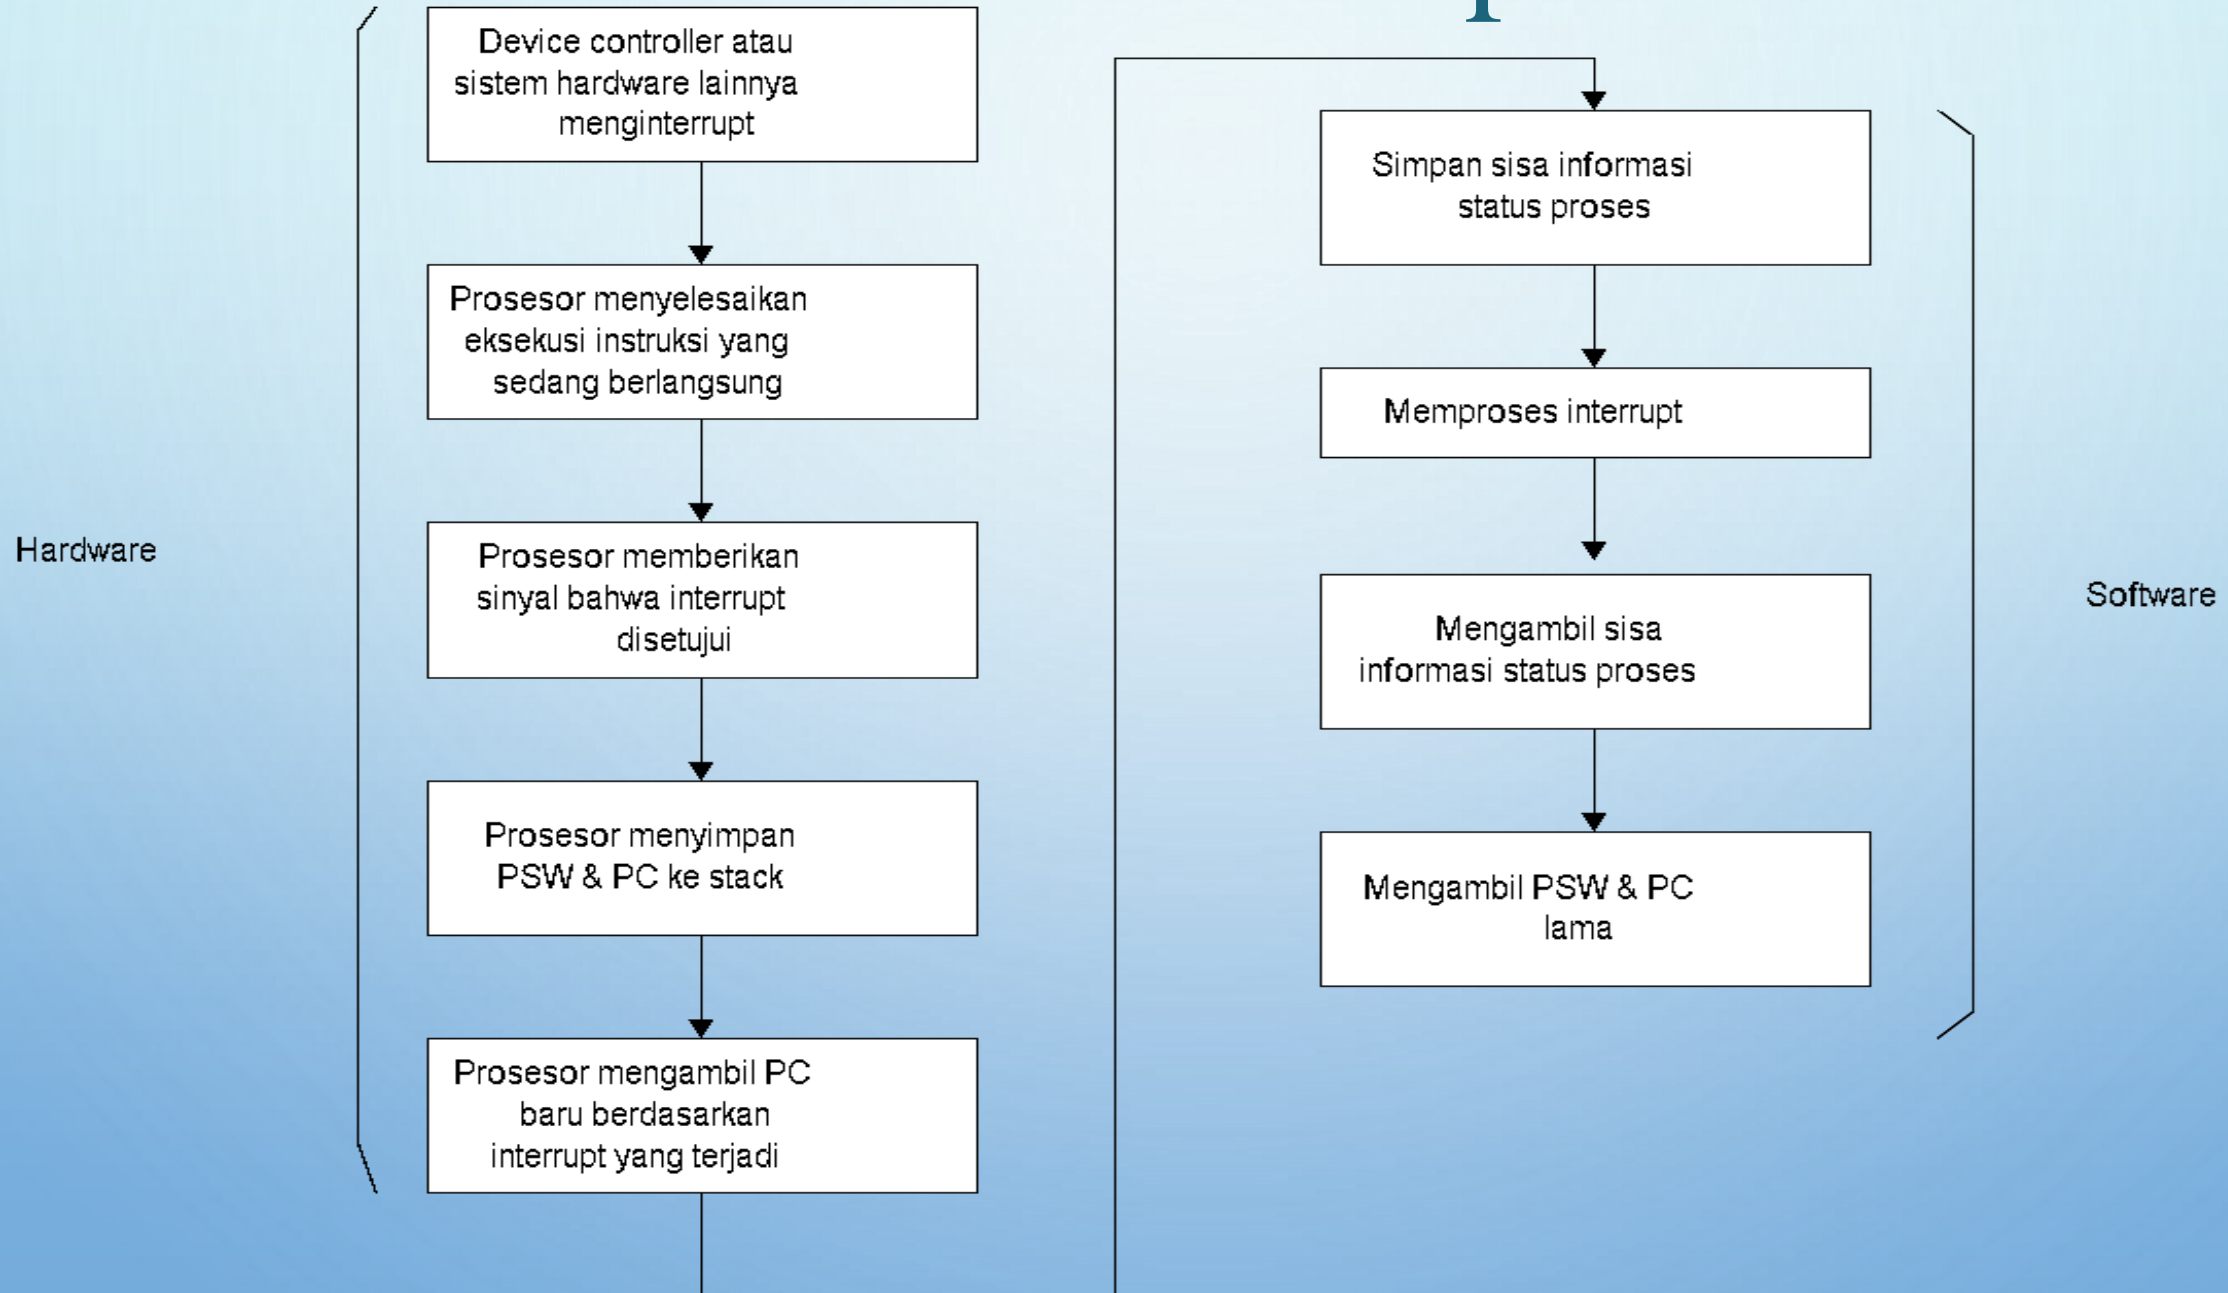 Device controller atau
sistem hardware lainnya
menginterrupt
Prosesor menyelesaikan
eksekusi instruksi yang
sedang berlangsung
Hardware
Prosesor memberikan
sinyal bahwa interrupt
disetujui
Prosesor menyimpan
PSW & PC ke stack
Prosesor mengambil PC
baru berdasarkan
interrupt yang terjadi
Simpan sisa informasi
status proses
Memproses interrupt
Software
Mengambil sisa
informasi status proses
Mengambil PSW & PC
lama